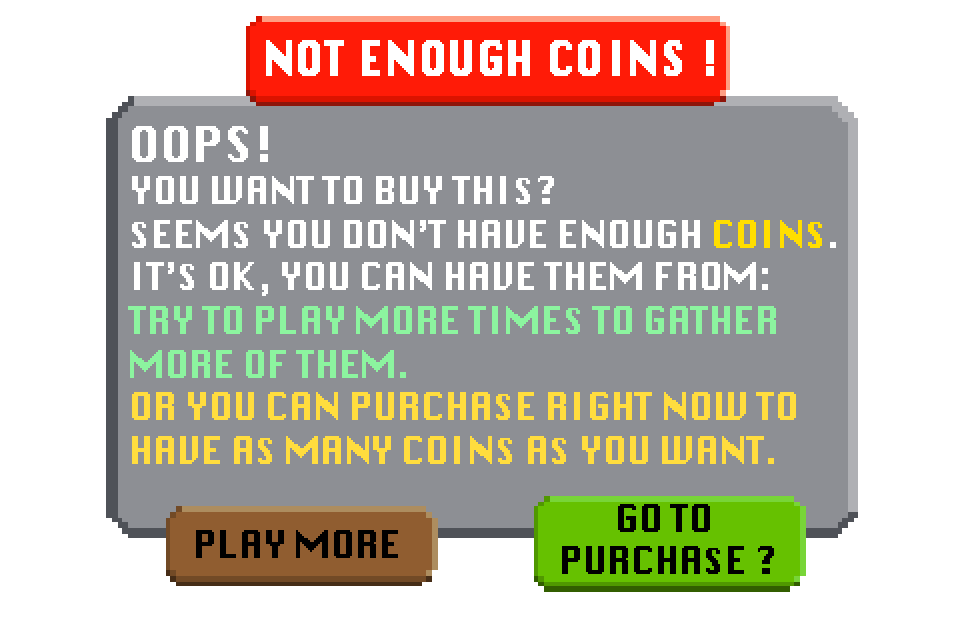 NOT ENOUGH COINS !
OOPS!
YOU WANT TO BUY THIS?
SEEMS YOU DON'T HAVE ENOUGH COINS.
IT'S OK, YOU CAN HAVE THEM FROM:
TRY TO PLAY MORE TIMES TO GATHER
MORE OF THEM.
OR YOU CAN PURCHASE RIGHT NOW TO
HAVE AS MANY COINS AS YOU WANT.
PLAY MORE
GO TO
PURCHASE ?